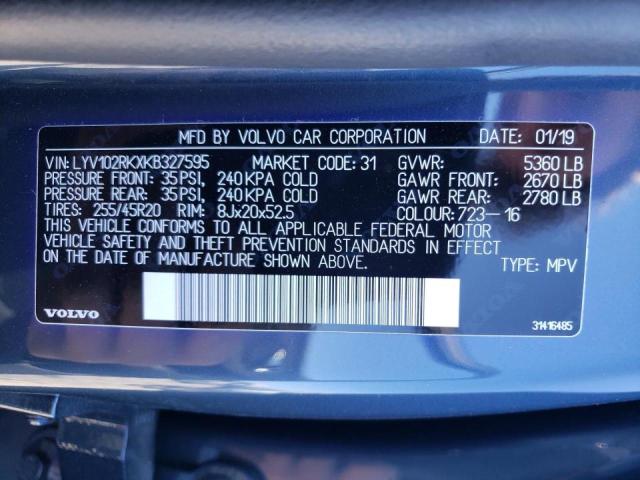 MFD BY VOLVO CAR CORPORATION DATE: 01/19
VIN: LYV102RKXKB327595 MARKET CODE: 31 GVWR: 5360 LB
PRESSURE FRONT: 35 PSI, 240 KPA COLD GAWR FRONT: 2670 LB
PRESSURE REAR: 35 PSI, 240 KPA COLD GAWR REAR: 2780 LB
TIRES: 255/45R20 RIM: 8Jx20x52.5 COLOUR: 723-16
THIS VEHICLE CONFORMS TO ALL APPLICABLE FEDERAL MOTOR
VEHICLE SAFETY AND THEFT PREVENTION STANDARDS IN EFFECT
ON THE DATE OF MANUFACTURE SHOWN ABOVE.
TYPE: MPV
VOLVO 31416485